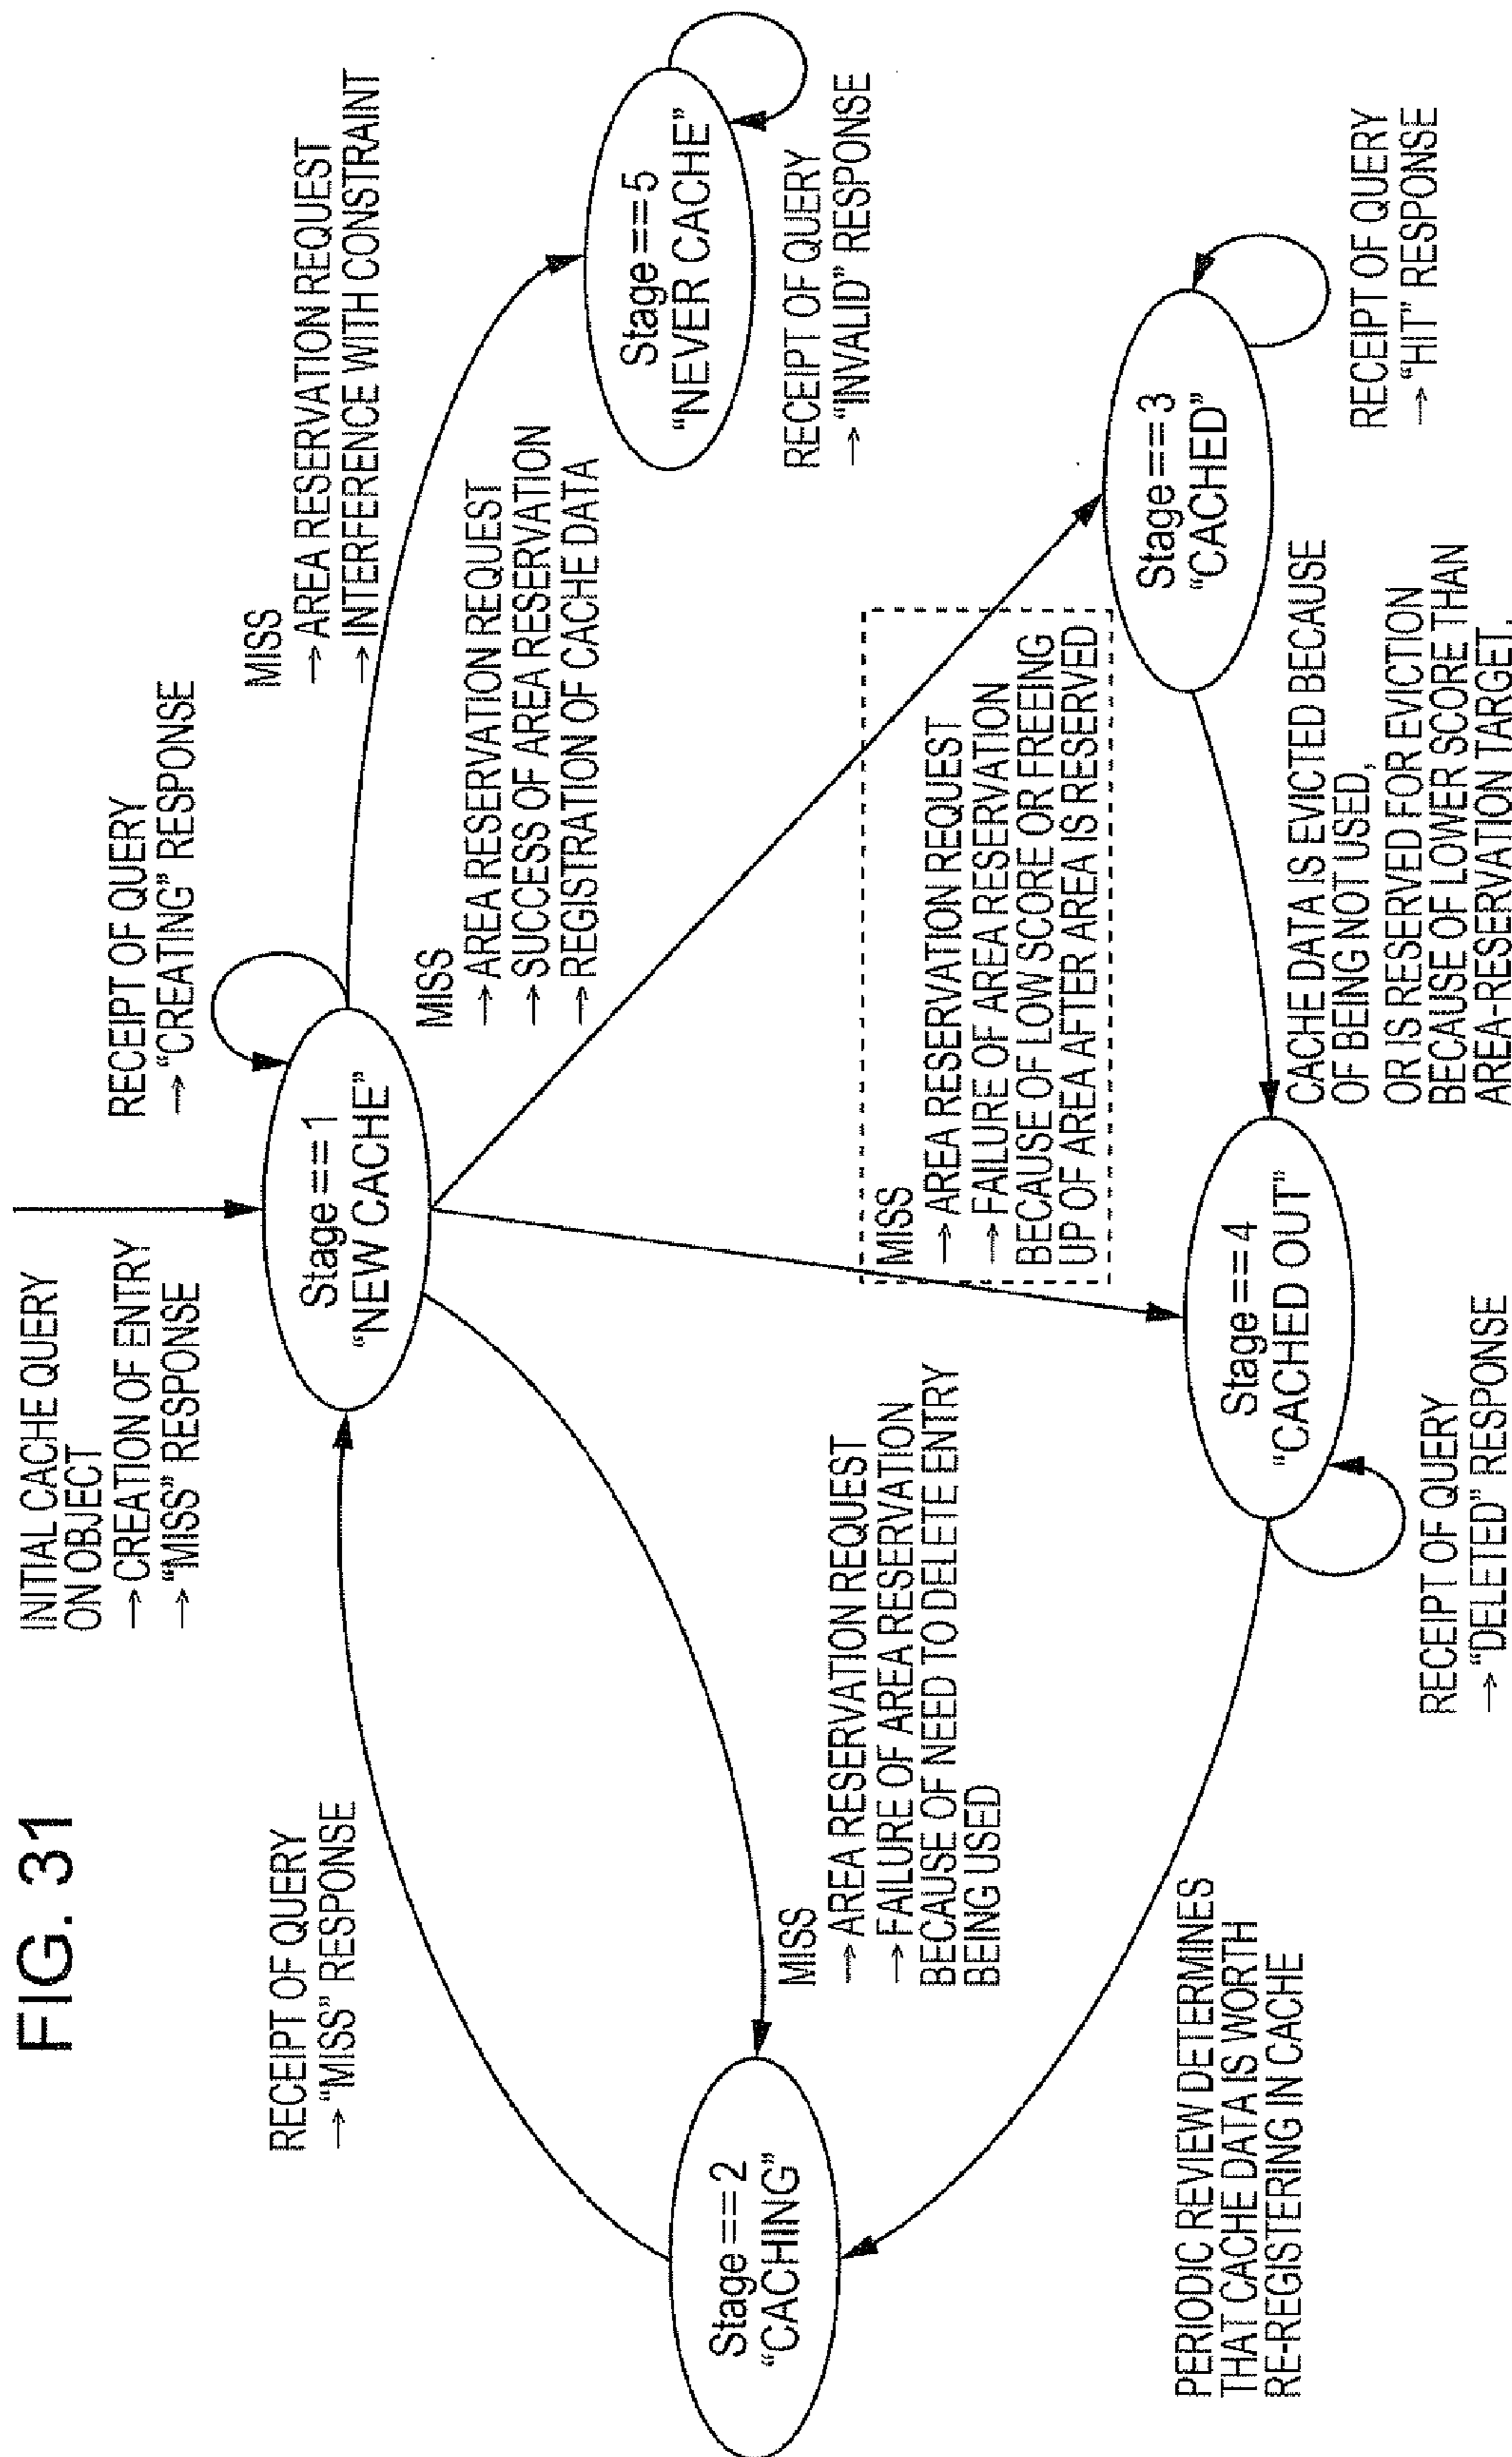 FIG. 31
INITIAL CACHE QUERY
ON OBJECT
→ CREATION OF ENTRY
→ "MISS" RESPONSE
RECEIPT OF QUERY
→ "CREATING" RESPONSE
Stage == 1
"NEW CACHE"
MISS
→ AREA RESERVATION REQUEST
→ INTERFERENCE WITH CONSTRAINT
RECEIPT OF QUERY
→ "MISS" RESPONSE
MISS
→ AREA RESERVATION REQUEST
→ SUCCESS OF AREA RESERVATION
→ REGISTRATION OF CACHE DATA
Stage == 5
"NEVER CACHE"
RECEIPT OF QUERY
→ "INVALID" RESPONSE
Stage == 2
"CACHING"
MISS
→ AREA RESERVATION REQUEST
→ FAILURE OF AREA RESERVATION
BECAUSE OF NEED TO DELETE ENTRY
BEING USED
MISS
→ AREA RESERVATION REQUEST
→ FAILURE OF AREA RESERVATION
BECAUSE OF LOW SCORE OR FREEING
UP OF AREA AFTER AREA IS RESERVED
Stage == 3
"CACHED"
RECEIPT OF QUERY
→ "HIT" RESPONSE
PERIODIC REVIEW DETERMINES
THAT CACHE DATA IS WORTH
RE-REGISTERING IN CACHE
Stage == 4
"CACHED OUT"
CACHE DATA IS EVICTED BECAUSE
OF BEING NOT USED,
OR IS RESERVED FOR EVICTION
BECAUSE OF LOWER SCORE THAN
AREA-RESERVATION TARGET.
RECEIPT OF QUERY
→ "DELETED" RESPONSE